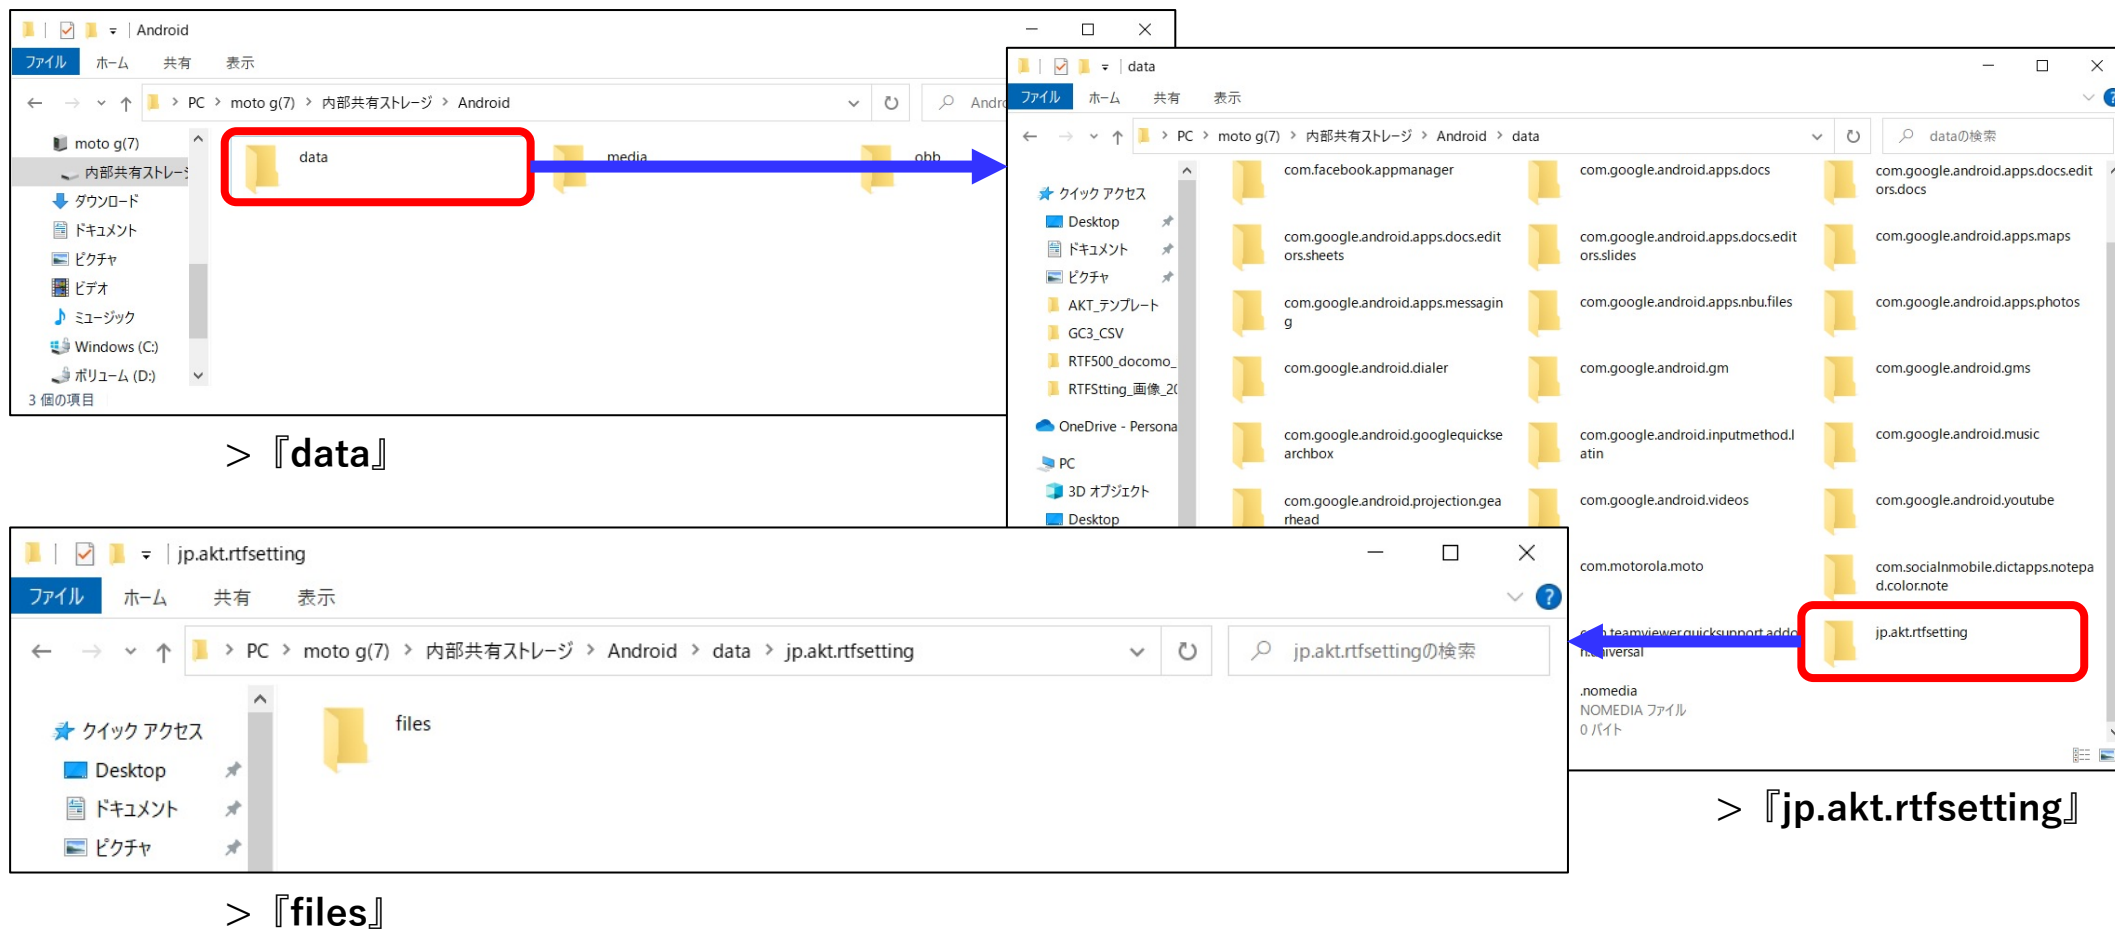 Android
ファイル ホーム 共有 表示
PC > moto g(7) > 内部共有ストレージ > Android
moto g(7)
内部共有ストレージ
ダウンロード
ドキュメント
ピクチャ
ビデオ
ミュージック
Windows (C:)
ボリューム (D:)
3 個の項目
data
media
obb
> 『data』
data
ファイル ホーム 共有 表示
PC > moto g(7) > 内部共有ストレージ > Android > data
dataの検索
クイック アクセス
Desktop
ドキュメント
ピクチャ
AKT_テンプレート
GC3_CSV
RTF500_docomo_
RTFStting_画像_20
OneDrive - Persona
PC
3D オブジェクト
Desktop
com.facebook.appmanager
com.google.android.apps.docs
com.google.android.apps.docs.edit
ors.docs
com.google.android.apps.docs.edit
ors.sheets
com.google.android.apps.docs.edit
ors.slides
com.google.android.apps.maps
com.google.android.apps.messagin
g
com.google.android.apps.nbu.files
com.google.android.apps.photos
com.google.android.dialer
com.google.android.gm
com.google.android.gms
com.google.android.googlequickse
archbox
com.google.android.inputmethod.l
atin
com.google.android.music
com.google.android.projection.gea
rhead
com.google.android.videos
com.google.android.youtube
com.motorola.moto
com.socialnmobile.dictapps.notepa
d.color.note
com.teamviewer.quicksupport.addo
n.universal
jp.akt.rtfsetting
.nomedia
NOMEDIA ファイル
0 バイト
> 『jp.akt.rtfsetting』
jp.akt.rtfsetting
ファイル ホーム 共有 表示
PC > moto g(7) > 内部共有ストレージ > Android > data > jp.akt.rtfsetting
jp.akt.rtfsettingの検索
クイック アクセス
Desktop
ドキュメント
ピクチャ
files
> 『files』